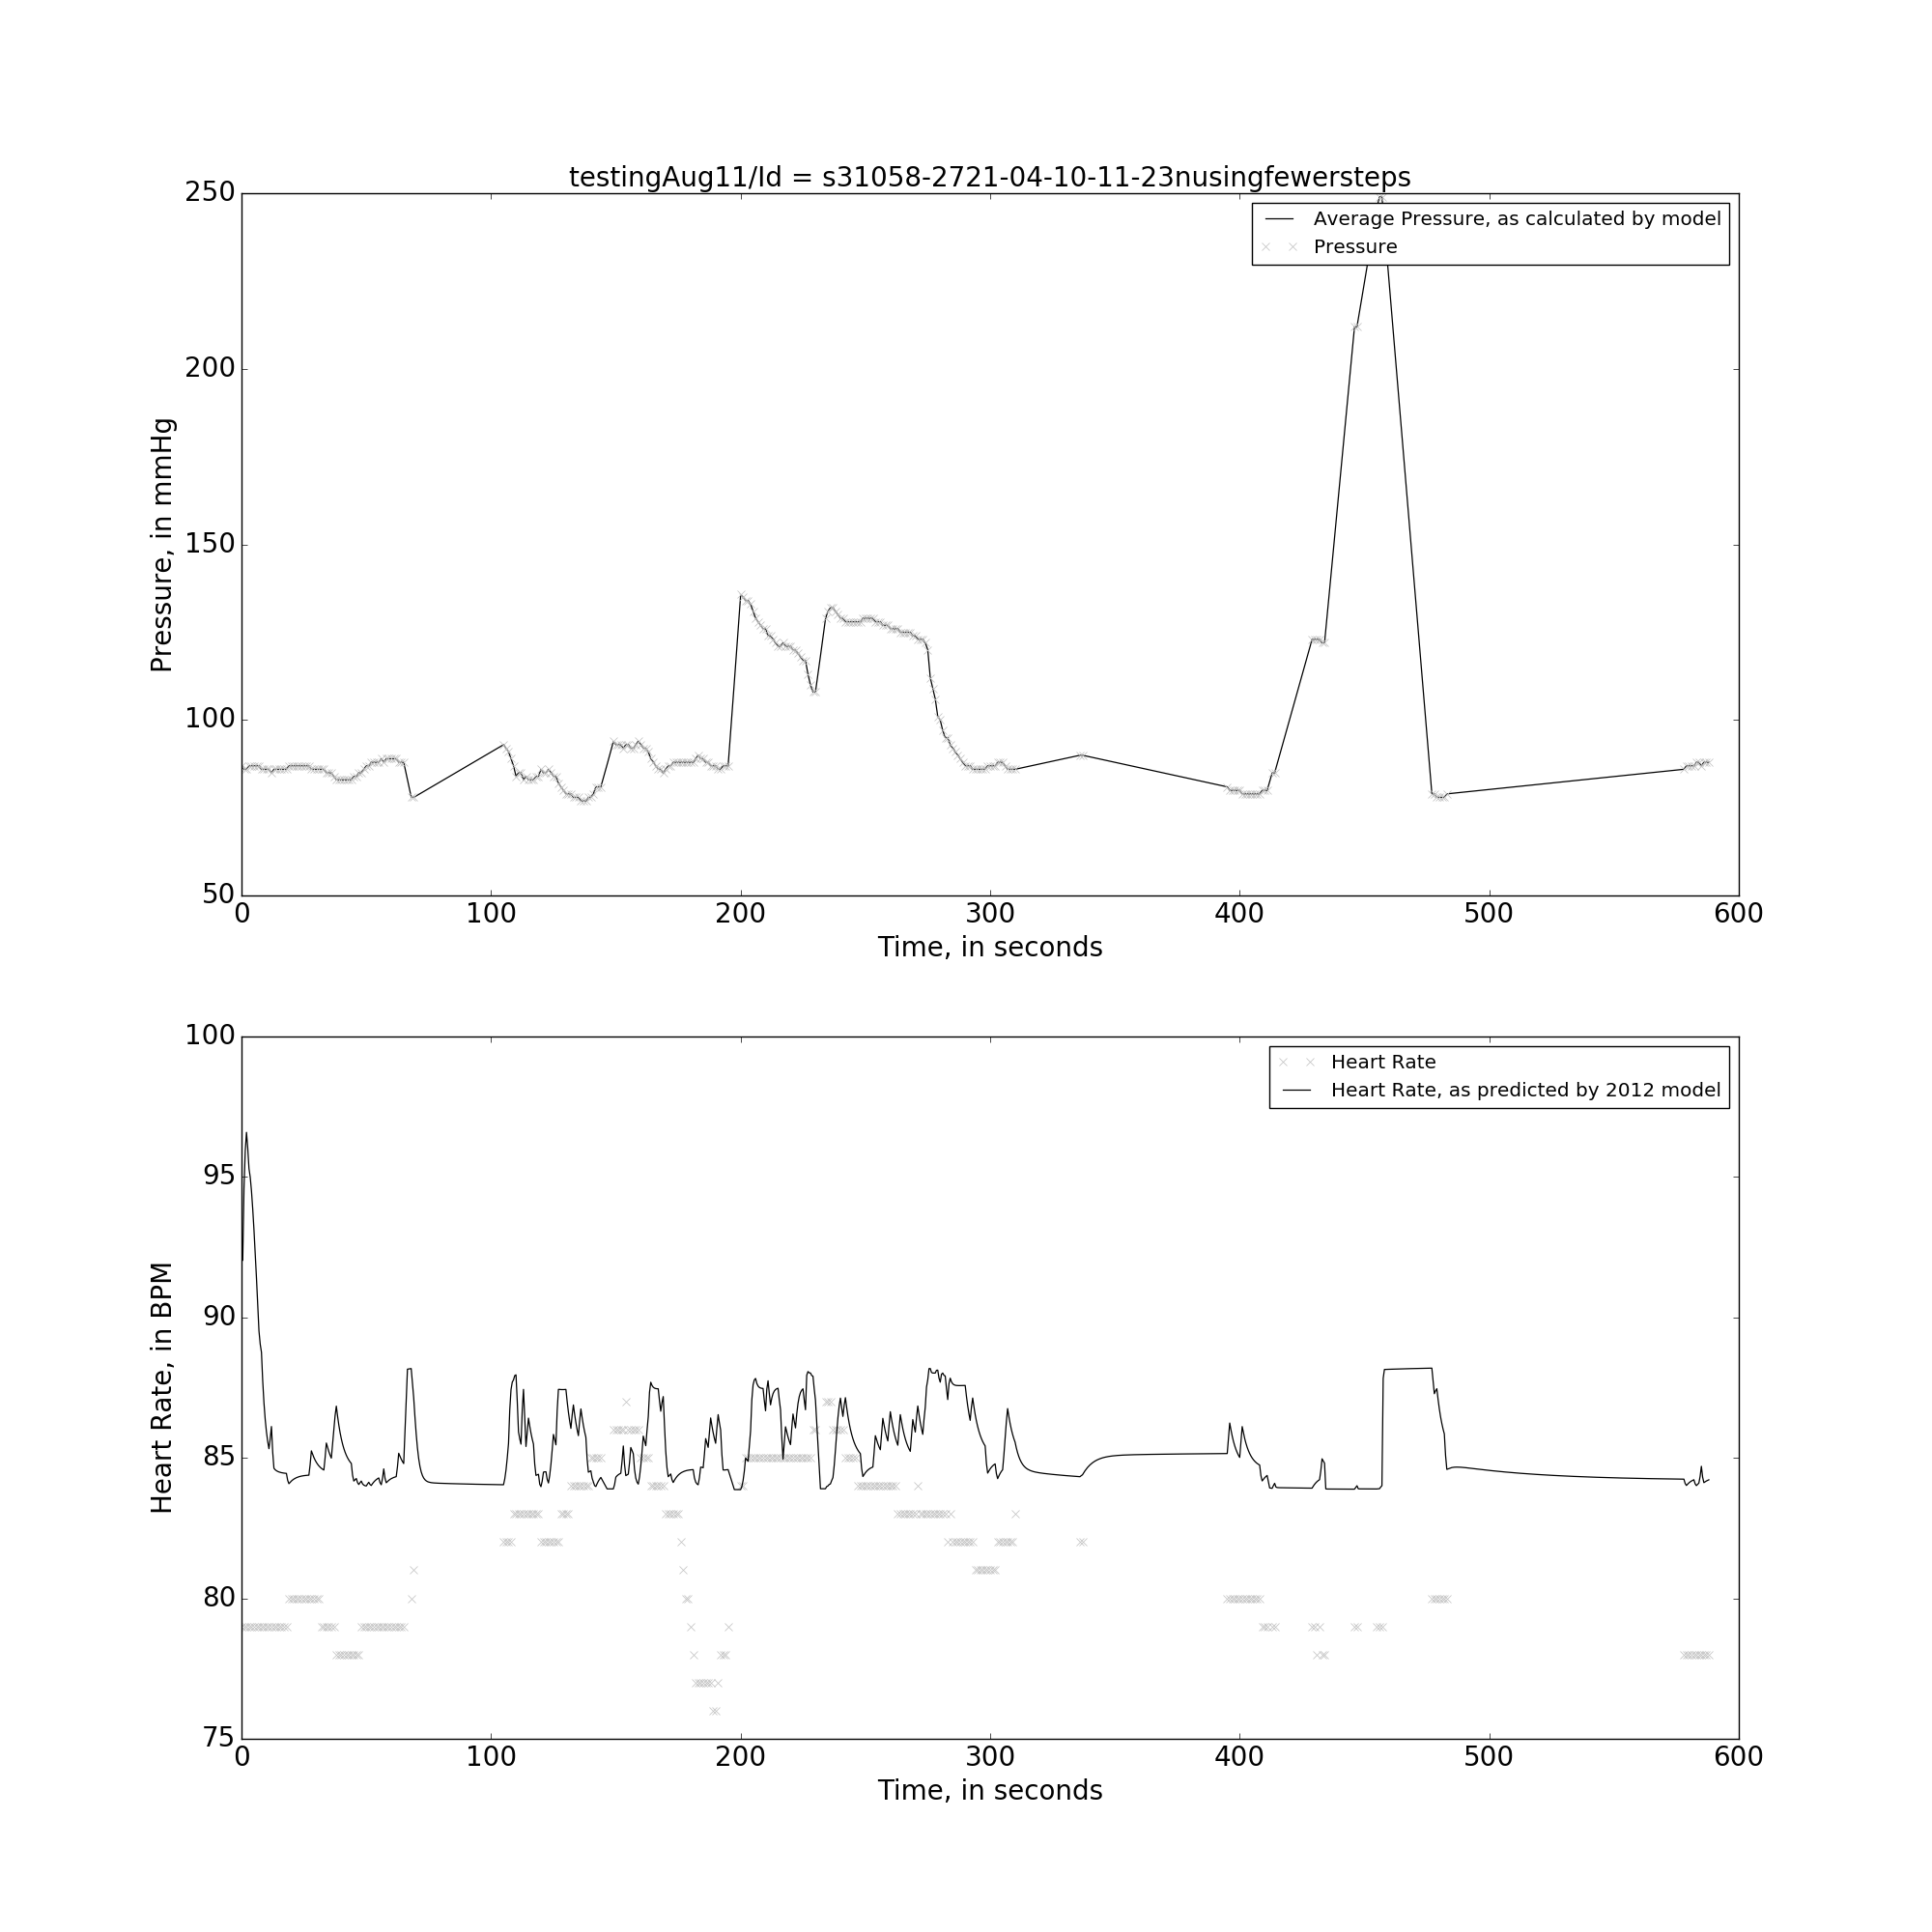 testingAug11/Id = s31058-2721-04-10-11-23nusingfewersteps
250
200
150
100
50
Pressure, in mmHg
Average Pressure, as calculated by model
Pressure
0 100 200 300 400 500 600
Time, in seconds
100
95
90
85
80
75
Heart Rate, in BPM
Heart Rate
Heart Rate, as predicted by 2012 model
0 100 200 300 400 500 600
Time, in seconds